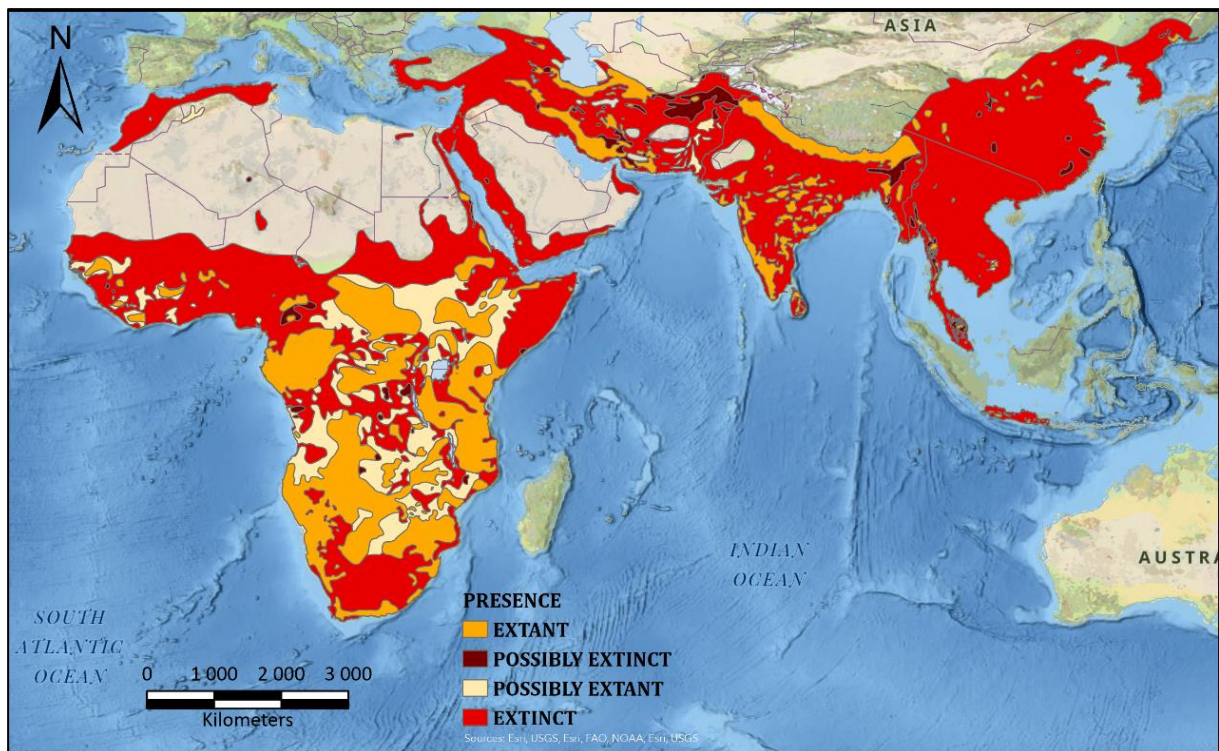 N
ASIA
INDIAN
OCEAN
AUSTRA
SOUTH
ATLANTIC
OCEAN
0 1 000 2 000 3 000
Kilometers
PRESENCE
EXTANT
POSSIBLY EXTINCT
POSSIBLY EXTANT
EXTINCT
Sources: Esri, USGS, Esri, FAO, NOAA, Esri, USGS